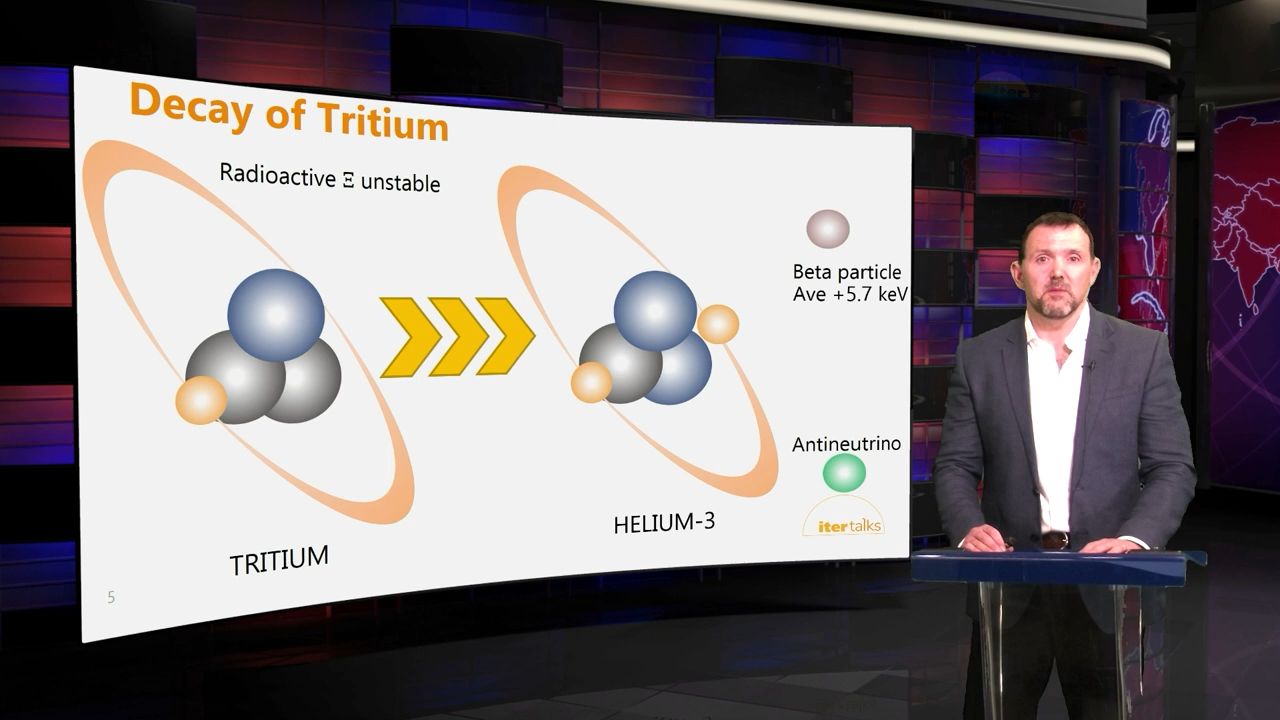 Decay of Tritium
Radioactive Ξ unstable
Beta particle
Ave +5.7 keV
Antineutrino
iter talks
HELIUM-3
TRITIUM
5